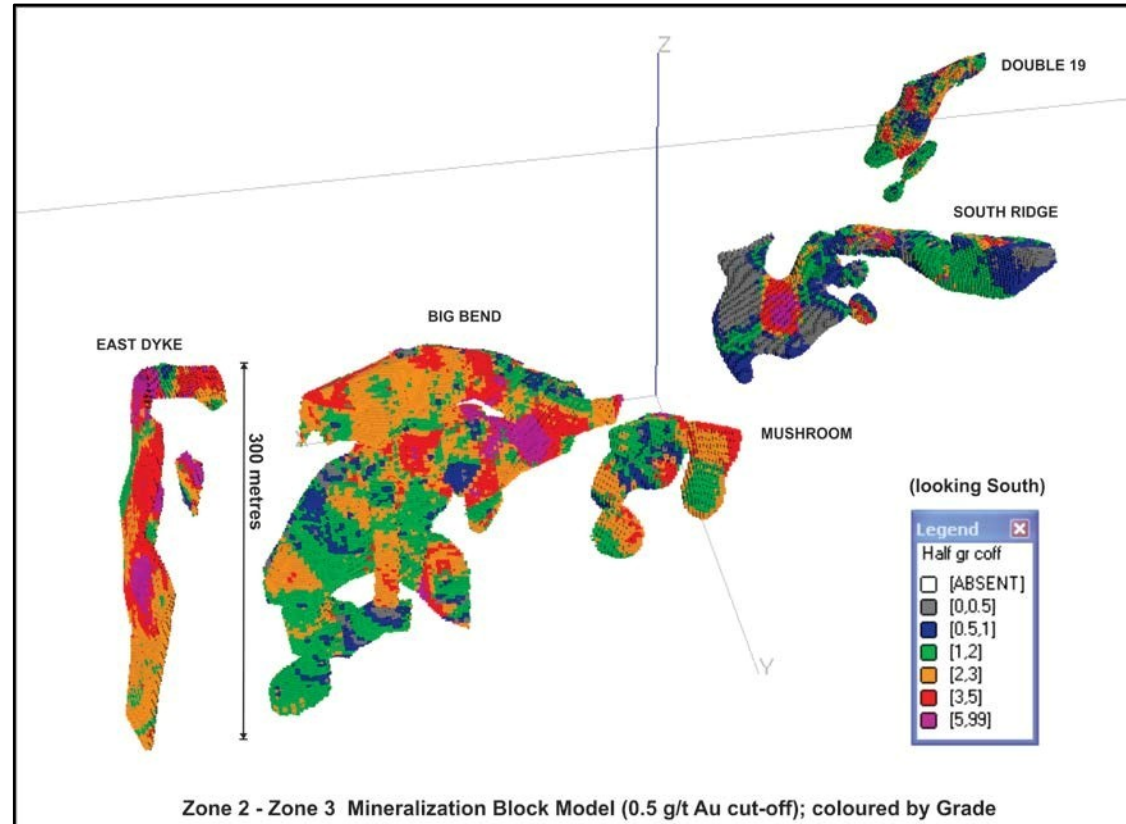 Z
DOUBLE 19
SOUTH RIDGE
BIG BEND
EAST DYKE
300 metres
MUSHROOM
(looking South)
Legend
Half gr coff
[ABSENT]
[0,0.5]
[0.5,1]
[1,2]
[2,3]
[3,5]
[5,99]
Y
Zone 2 - Zone 3 Mineralization Block Model (0.5 g/t Au cut-off); coloured by Grade